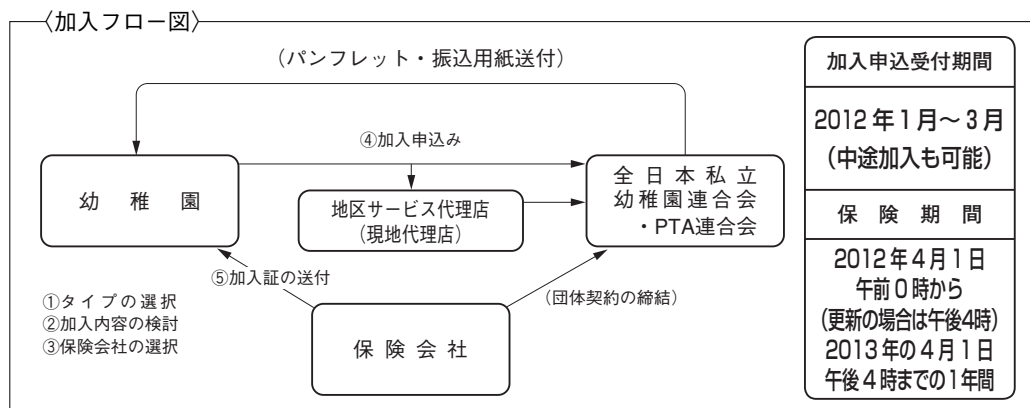 〈加入フロー図〉
(パンフレット・振込用紙送付)
④加入申込み
幼稚園
地区サービス代理店
(現地代理店)
全日本私立
幼稚園連合会
・PTA連合会
⑤加入証の送付
(団体契約の締結)
①タイプの選択
②加入内容の検討
③保険会社の選択
保険会社
加入申込受付期間
2012年1月〜3月
(中途加入も可能)
保険期間
2012年4月1日
午前0時から
(更新の場合は午後4時)
2013年の4月1日
午後4時までの1年間